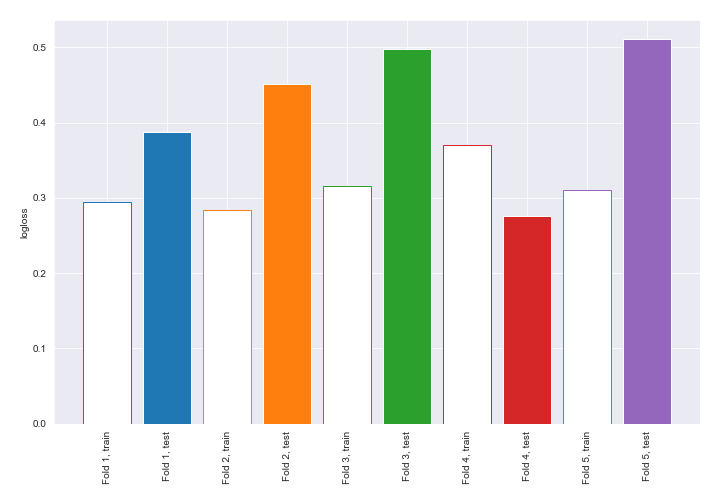 0.5
0.4
0.3
0.2
0.1
0.0
logloss
Fold 1, train
Fold 1, test
Fold 2, train
Fold 2, test
Fold 3, train
Fold 3, test
Fold 4, train
Fold 4, test
Fold 5, train
Fold 5, test